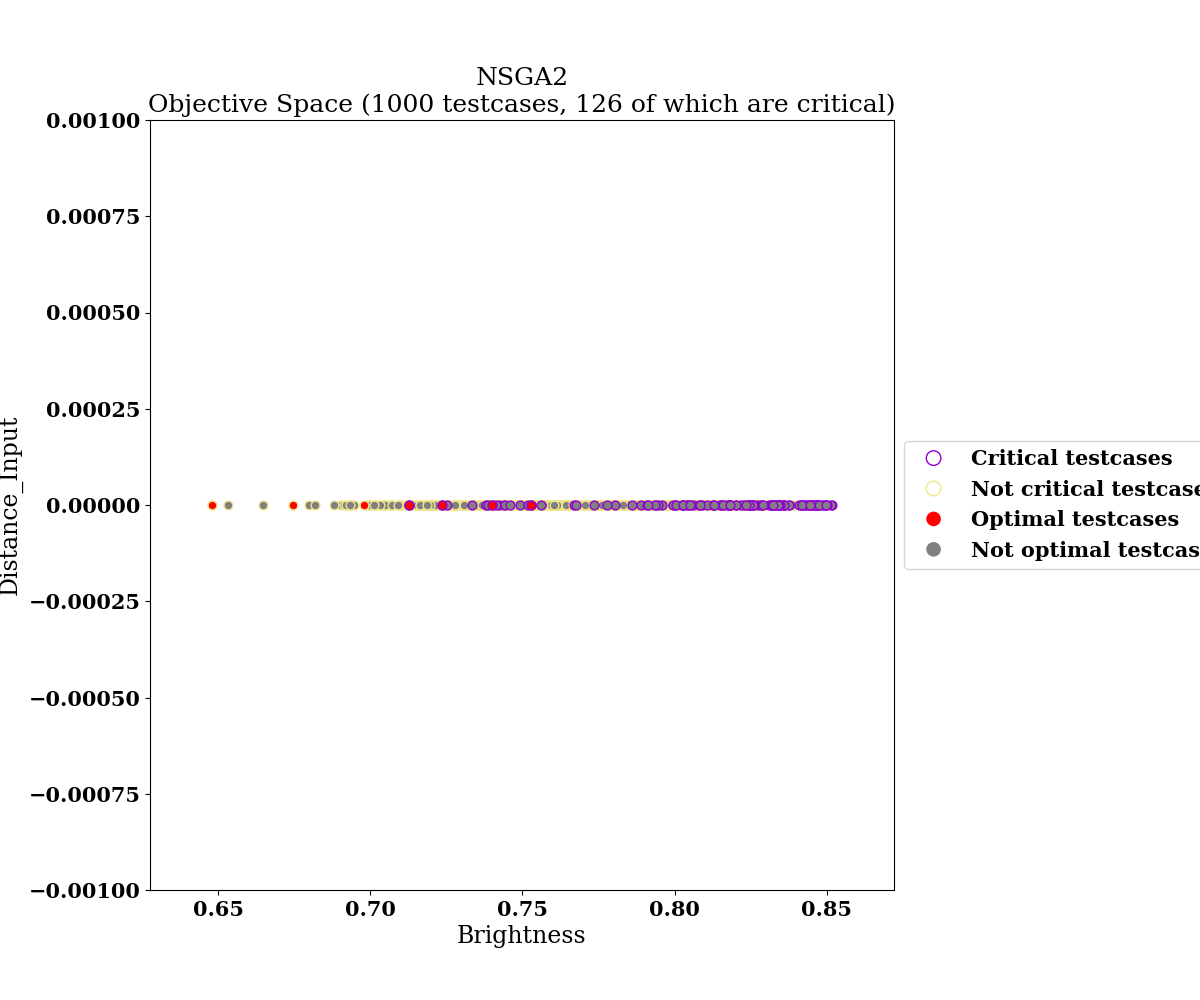 NSGA2
Objective Space (1000 testcases, 126 of which are critical)
0.00100
0.00075
0.00050
0.00025
0.00000
−0.00025
−0.00050
−0.00075
−0.00100
Distance_Input
0.65 0.70 0.75 0.80 0.85
Brightness
Critical testcases
Not critical testcase
Optimal testcases
Not optimal testcas